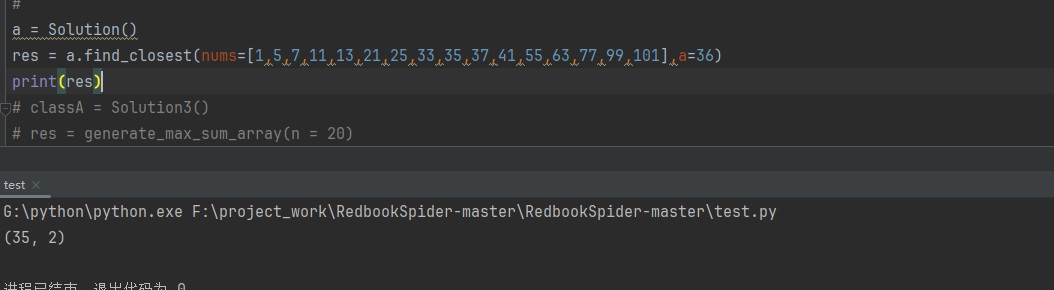 #
a = Solution()
res = a.find_closest(nums=[1,5,7,11,13,21,25,33,35,37,41,55,63,77,99,101],a=36)
print(res)
# classA = Solution3()
# res = generate_max_sum_array(n = 20)
test
G:\python\python.exe F:\project_work\RedbookSpider-master\RedbookSpider-master\test.py
(35, 2)
进程已结束，退出代码为 0